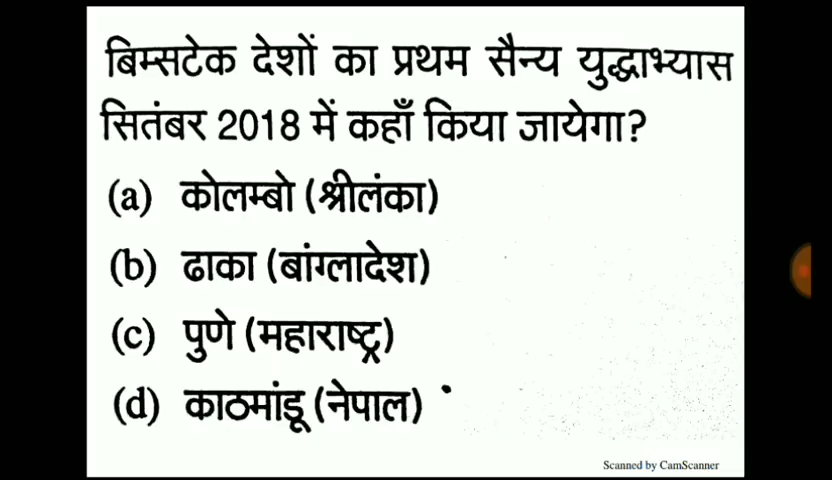 बिम्सटेक देशों का प्रथम सैन्य युद्धाभ्यास
सितंबर 2018 में कहाँ किया जायेगा?
(a) कोलम्बो (श्रीलंका)
(b) ढाका (बांग्लादेश)
(c) पुणे (महाराष्ट्र)
(d) काठमांडू (नेपाल)
Scanned by CamScanner